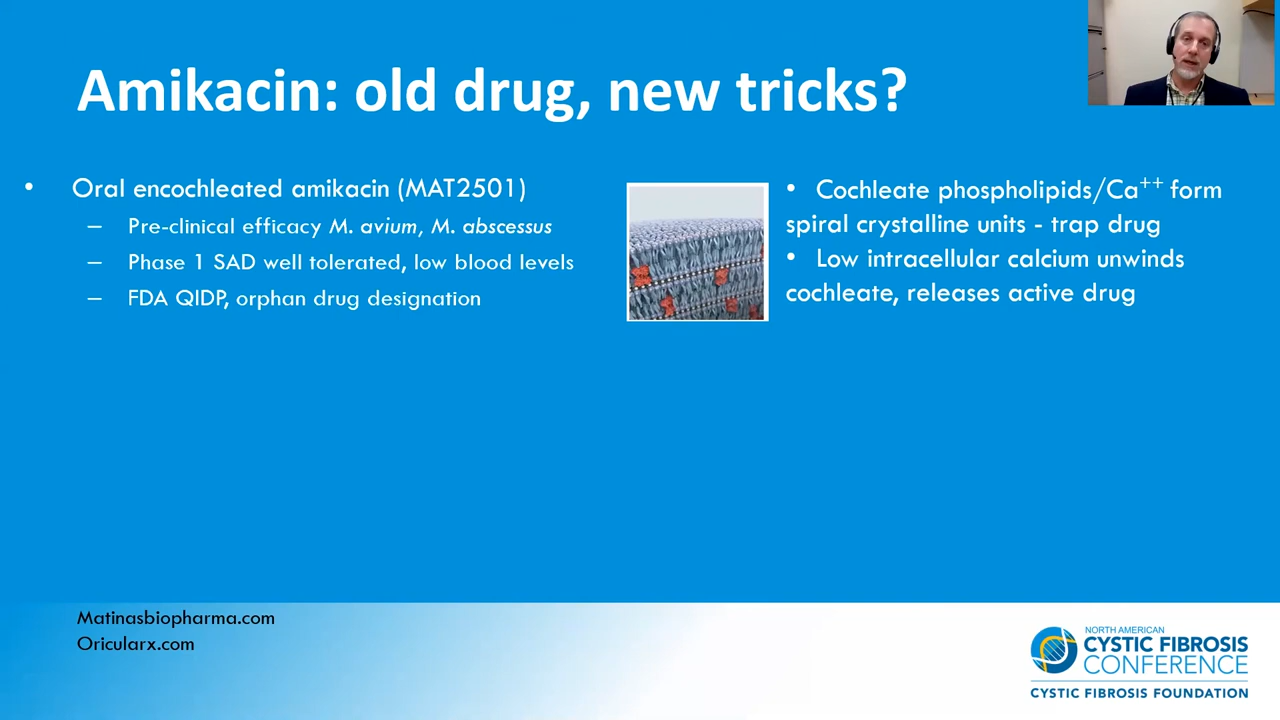 Amikacin: old drug, new tricks?
• Oral encochleated amikacin (MAT2501)
– Pre-clinical efficacy M. avium, M. abscessus
– Phase 1 SAD well tolerated, low blood levels
– FDA QIDP, orphan drug designation
• Cochleate phospholipids/Ca++ form
spiral crystalline units - trap drug
• Low intracellular calcium unwinds
cochleate, releases active drug
Matinasbiopharma.com
Oricularx.com
NORTH AMERICAN
CYSTIC FIBROSIS
CONFERENCE
CYSTIC FIBROSIS FOUNDATION